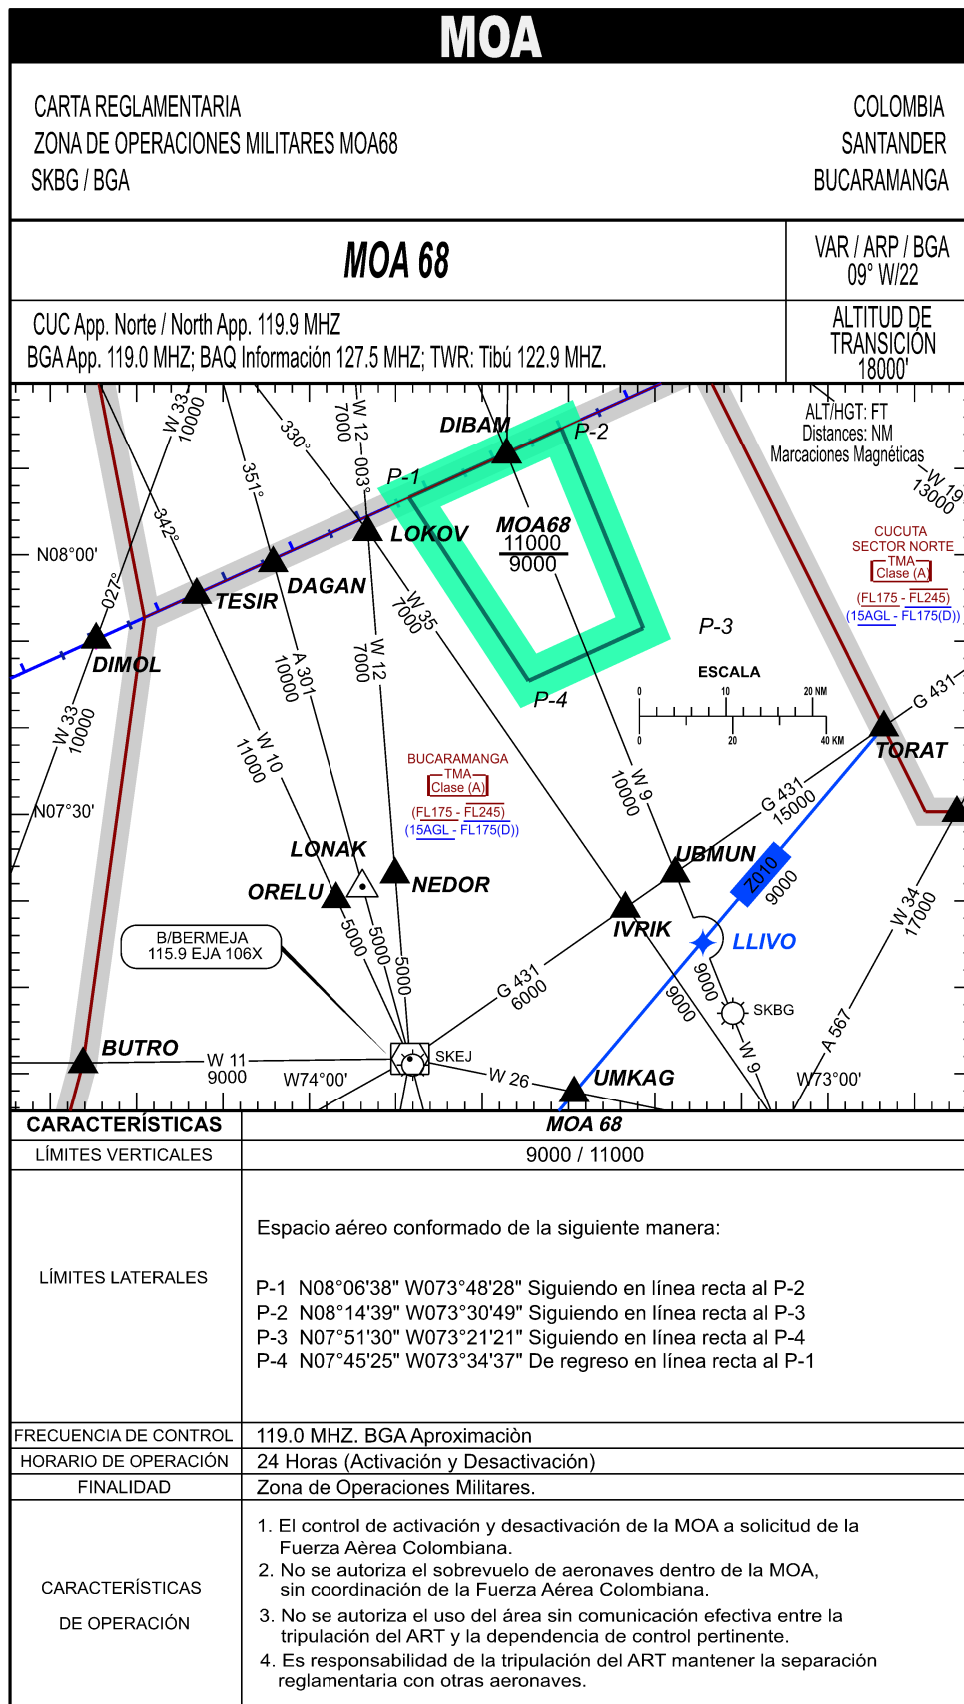 MOA
CARTA REGLAMENTARIA
ZONA DE OPERACIONES MILITARES MOA68
SKBG / BGA
COLOMBIA
SANTANDER
BUCARAMANGA
MOA 68
VAR / ARP / BGA
09° W/22
CUC App. Norte / North App. 119.9 MHZ
BGA App. 119.0 MHZ; BAQ Información 127.5 MHZ; TWR: Tibú 122.9 MHZ.
ALTITUD DE
TRANSICIÓN
18000'
ALT/HGT: FT
Distances: NM
Marcaciones Magnéticas
W 33
10000
W 12
7000
003°
330°
351°
342°
027°
DIBAM
P-2
P-1
W 19
13000
MOA68
11000
9000
LOKOV
CUCUTA
SECTOR NORTE
TMA
Clase (A)
(FL175 - FL245)
(15AGL - FL175(D))
N08°00'
DAGAN
TESIR
W 35
7000
P-3
DIMOL
A 301
10000
W 12
7000
ESCALA
0 10 20 NM
0 20 40 KM
P-4
G 431
W 33
10000
W 10
11000
TORAT
BUCARAMANGA
TMA
Clase (A)
(FL175 - FL245)
(15AGL - FL175(D))
W 9
10000
G 431
15000
N07°30'
LONAK
UBMUN
ORELU
NEDOR
Z010
9000
W 34
17000
IVRIK
LLIVO
B/BERMEJA
115.9 EJA 106X
5000
5000
5000
G 431
6000
9000
9000
SKBG
A 567
BUTRO
W 11
9000
SKEJ
W 9
W74°00'
W 26
UMKAG
W73°00'
CARACTERÍSTICAS
MOA 68
LÍMITES VERTICALES
9000 / 11000
LÍMITES LATERALES
Espacio aéreo conformado de la siguiente manera:
P-1 N08°06'38" W073°48'28" Siguiendo en línea recta al P-2
P-2 N08°14'39" W073°30'49" Siguiendo en línea recta al P-3
P-3 N07°51'30" W073°21'21" Siguiendo en línea recta al P-4
P-4 N07°45'25" W073°34'37" De regreso en línea recta al P-1
FRECUENCIA DE CONTROL
119.0 MHZ. BGA Aproximaciòn
HORARIO DE OPERACIÓN
24 Horas (Activación y Desactivación)
FINALIDAD
Zona de Operaciones Militares.
CARACTERÍSTICAS
DE OPERACIÓN
1. El control de activación y desactivación de la MOA a solicitud de la
Fuerza Aèrea Colombiana.
2. No se autoriza el sobrevuelo de aeronaves dentro de la MOA,
sin coordinación de la Fuerza Aérea Colombiana.
3. No se autoriza el uso del área sin comunicación efectiva entre la
tripulación del ART y la dependencia de control pertinente.
4. Es responsabilidad de la tripulación del ART mantener la separación
reglamentaria con otras aeronaves.